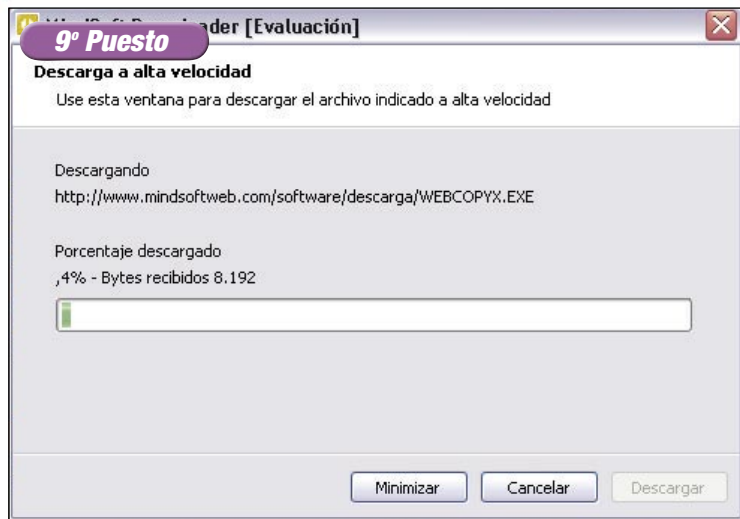 9º Puesto
ader [Evaluación]
Descarga a alta velocidad
Use esta ventana para descargar el archivo indicado a alta velocidad
Descargando
http://www.mindsoftweb.com/software/descarga/WEBCOPYX.EXE
Porcentaje descargado
,4% - Bytes recibidos 8.192
Minimizar
Cancelar
Descargar